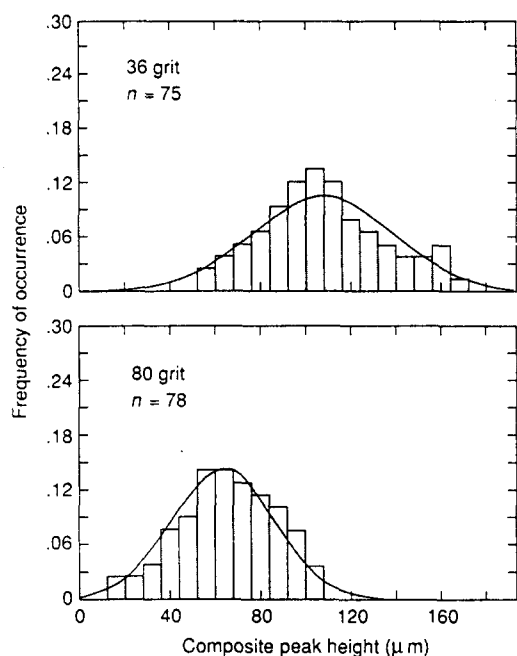 .30
.24
.18
.12
.06
0
36 grit
n = 75
Frequency of occurrence
.30
.24
.18
.12
.06
0
80 grit
n = 78
0 40 80 120 160
Composite peak height (μm)